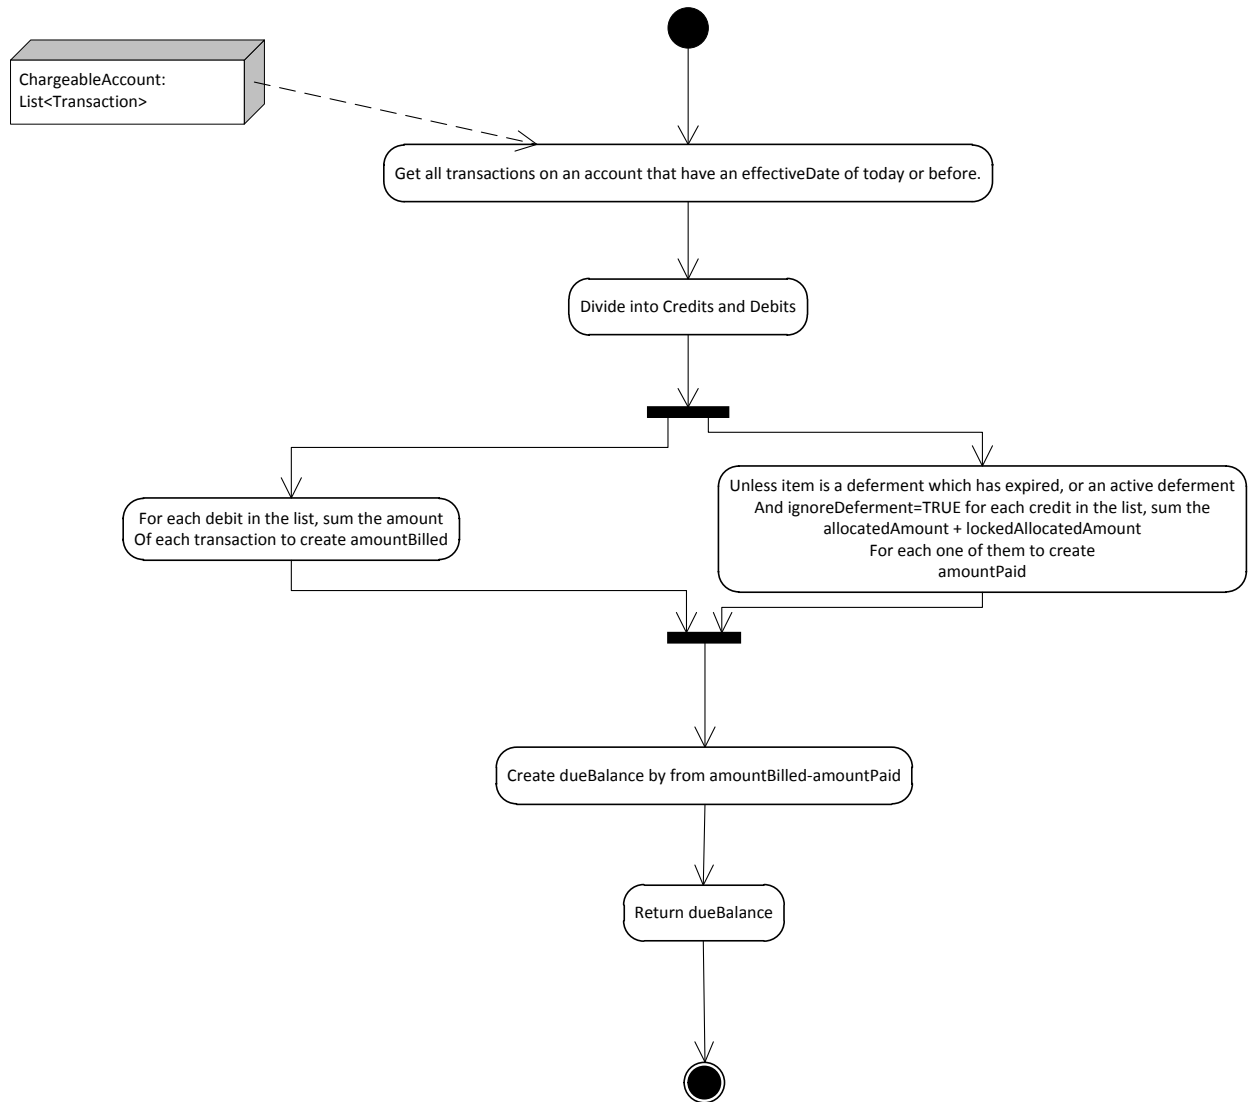 ChargeableAccount:
List<Transaction>
Get all transactions on an account that have an effectiveDate of today or before.
Divide into Credits and Debits
For each debit in the list, sum the amount
Of each transaction to create amountBilled
Unless item is a deferment which has expired, or an active deferment
And ignoreDeferment=TRUE for each credit in the list, sum the
allocatedAmount + lockedAllocatedAmount
For each one of them to create
amountPaid
Create dueBalance by from amountBilled-amountPaid
Return dueBalance